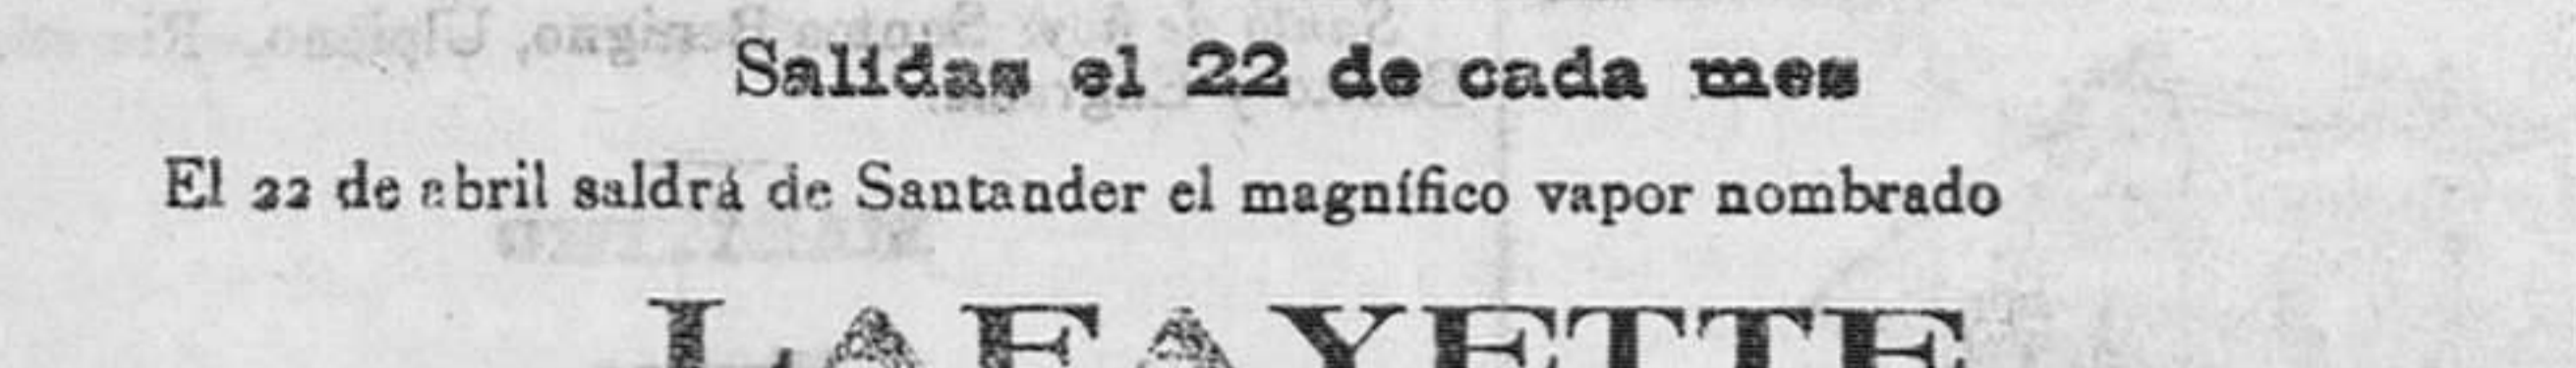 Salidas el 22 de cada mes
El 22 de abril saldrá de Santander el magnífico vapor nombrado
LAFAYETTE